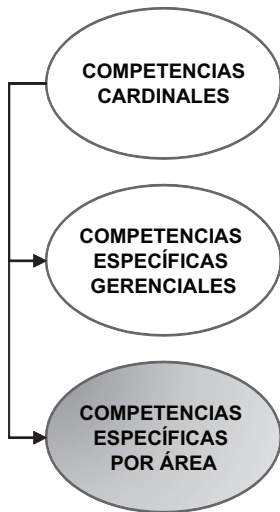 COMPETENCIAS
CARDINALES
COMPETENCIAS
ESPECÍFICAS
GERENCIALES
COMPETENCIAS
ESPECÍFICAS
POR ÁREA